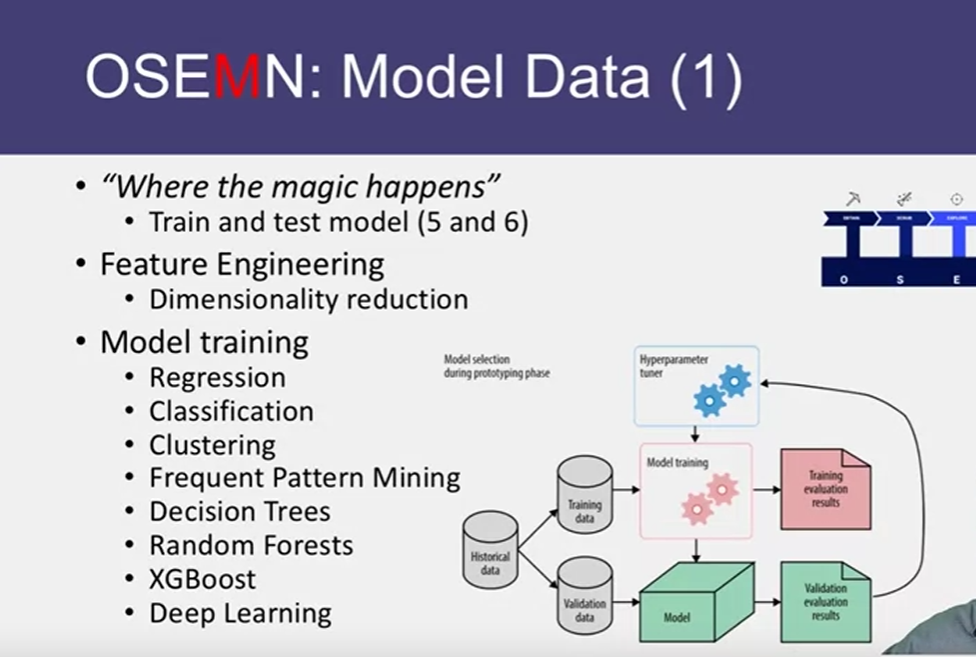 OSEMN: Model Data (1)
• “Where the magic happens”
• Train and test model (5 and 6)
• Feature Engineering
• Dimensionality reduction
• Model training
• Regression
• Classification
• Clustering
• Frequent Pattern Mining
• Decision Trees
• Random Forests
• XGBoost
• Deep Learning
OBTAIN SCRUB EXPLORE
O S E
Model selection
during prototyping phase
Hyperparameter
tuner
Historical
data
Training
data
Model training
Training
evaluation
results
Validation
data
Model
Validation
evaluation
results